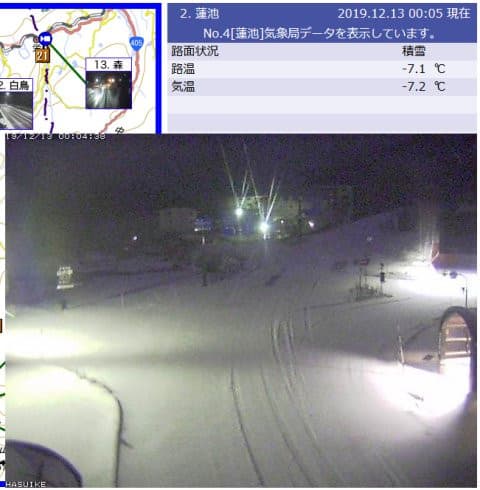 2. 蓮池 2019.12.13 00:05 現在
No.4[蓮池]気象局データを表示しています。
路面状況 積雪
路温 -7.1 ℃
気温 -7.2 ℃
405
21
13. 森
2. 白鳥
19/12/13 00:04:38
HASUIKE